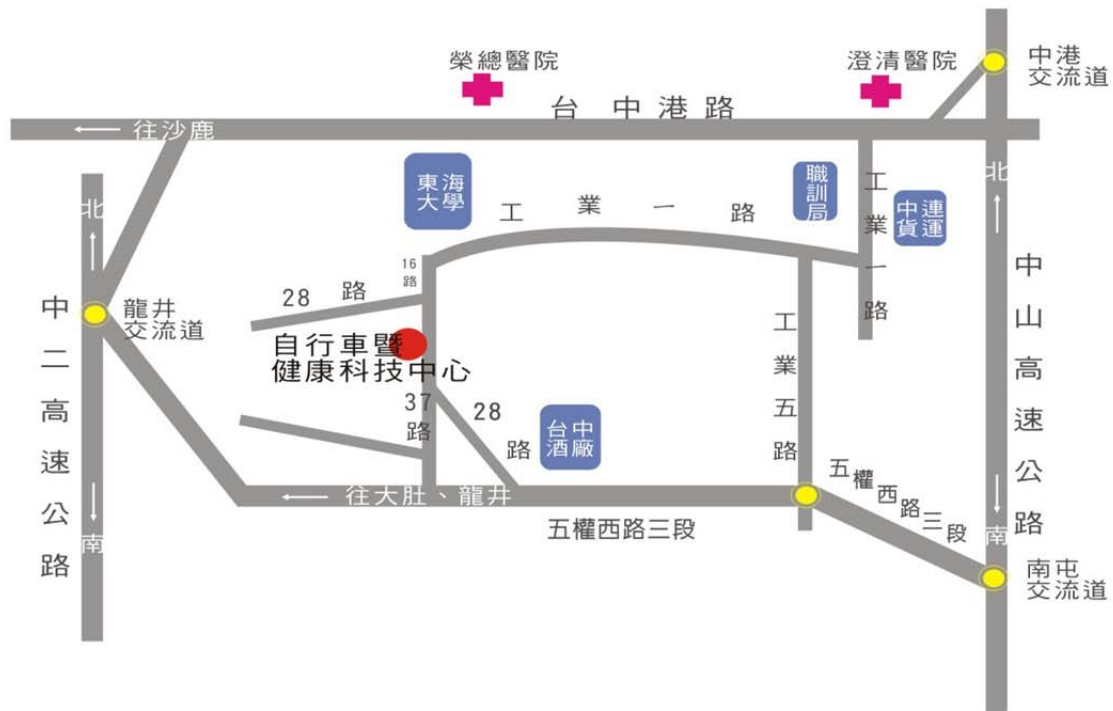 榮總醫院
澄清醫院
中港
交流道
台中港路
往沙鹿
東海
大學
職訓局
工業一路
工業一路
中連
貨運
北
北
16
路
28路
中二高速公路
龍井
交流道
自行車暨
健康科技中心
37
路
28
路
台中
酒廠
工業五路
中山高速公路
往大肚、龍井
五權西路三段
五權西路三段
南
南
南屯
交流道